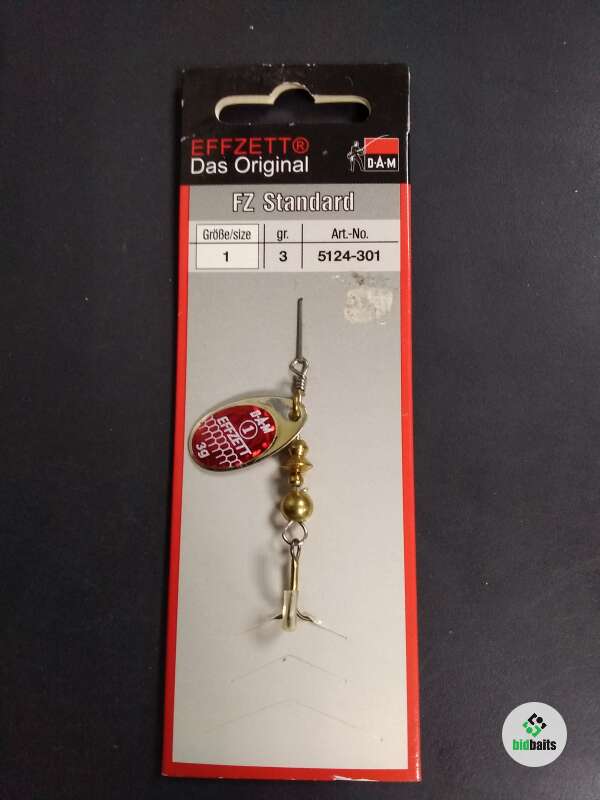 EFFZETT®
Das Original
D·A·M
FZ Standard
Größe/size gr. Art.-No.
1 3 5124-301
D·A·M
1
EFFZETT
3g
bidbaits